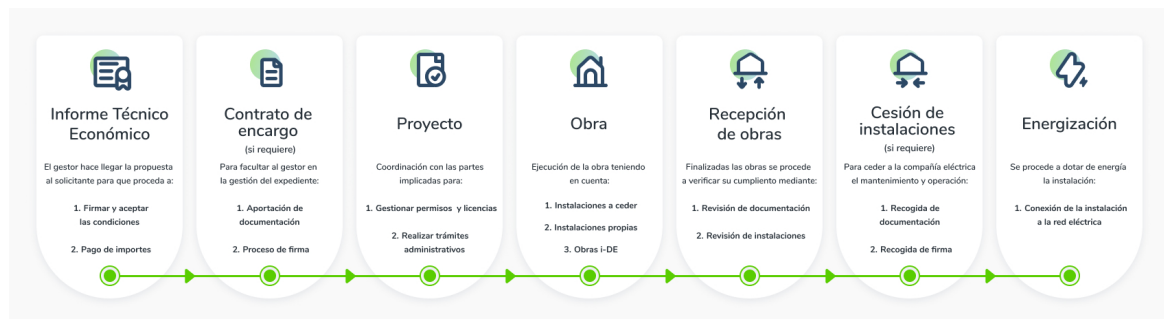 Informe Técnico
Económico
El gestor hace llegar la propuesta
al solicitante para que proceda a:
1. Firmar y aceptar
las condiciones
2. Pago de importes
Contrato de
encargo
(si requiere)
Para facultar al gestor en
la gestión del expediente:
1. Aportación de
documentación
2. Proceso de firma
Proyecto
Coordinación con las partes
implicadas para:
1. Gestionar permisos y licencias
2. Realizar trámites
administrativos
Obra
Ejecución de la obra teniendo
en cuenta:
1. Instalaciones a ceder
2. Instalaciones propias
3. Obras i-DE
Recepción
de obras
Finalizadas las obras se procede
a verificar su cumpliento mediante:
1. Revisión de documentación
2. Revisión de instalaciones
Cesión de
instalaciones
(si requiere)
Para ceder a la compañía eléctrica
el mantenimiento y operación:
1. Recogida de
documentación
2. Recogida de firma
Energización
Se procede a dotar de energía
la instalación:
1. Conexión de la instalación
a la red eléctrica